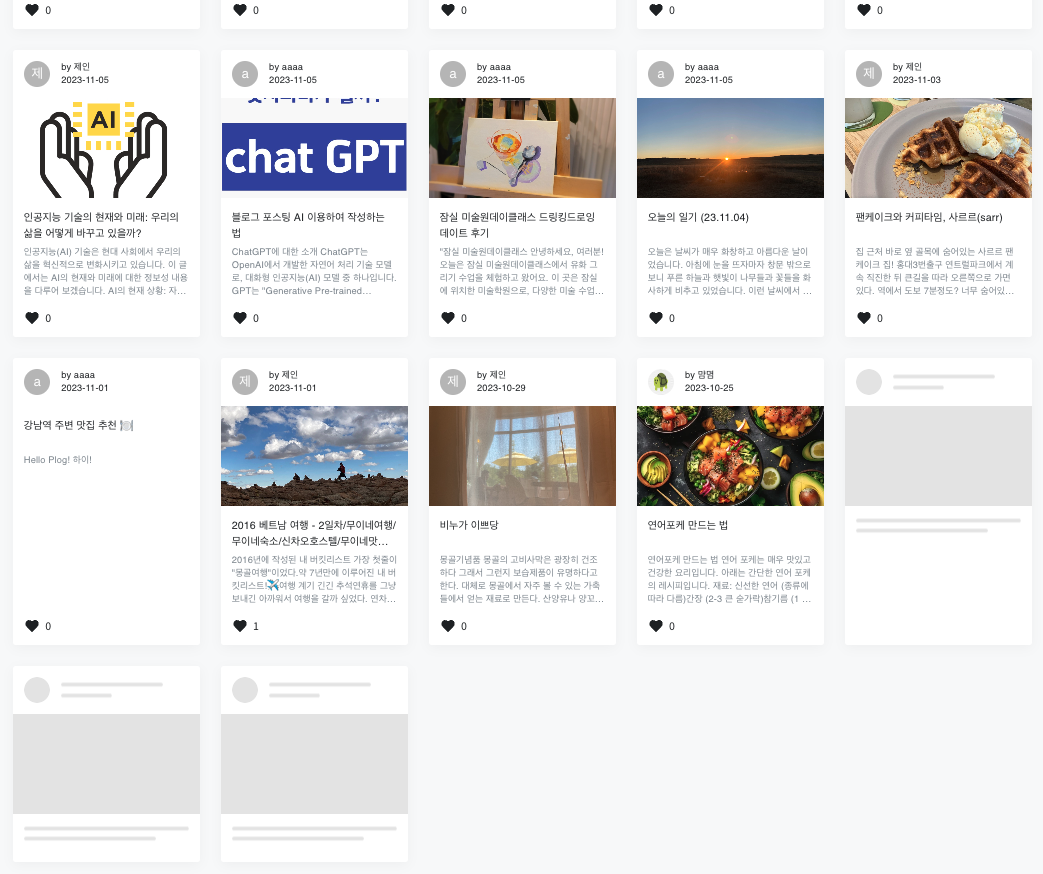 0
0
0
0
0
제
by 제인
2023-11-05
AI
인공지능 기술의 현재와 미래: 우리의
삶을 어떻게 바꾸고 있을까?
인공지능(AI) 기술은 현대 사회에서 우리의
삶을 혁신적으로 변화시키고 있습니다. 이 글
에서는 AI의 현재와 미래에 대한 정보성 내용
을 다루어 보겠습니다. AI의 현재 상황: 자...
0
a
by aaaa
2023-11-05
chat GPT
블로그 포스팅 AI 이용하여 작성하는
법
ChatGPT에 대한 소개 ChatGPT는
OpenAI에서 개발한 자연어 처리 기술 모델
로, 대화형 인공지능(AI) 모델 중 하나입니다.
GPT는 "Generative Pre-trained...
0
a
by aaaa
2023-11-05
잠실 미술원데이클래스 드링킹드로잉
데이트 후기
"잠실 미술원데이클래스 안녕하세요, 여러분!
오늘은 잠실 미술원데이클래스에서 유화 그
리기 수업을 체험하고 왔어요. 이 곳은 잠실
에 위치한 미술학원으로, 다양한 미술 수업...
0
a
by aaaa
2023-11-05
오늘의 일기 (23.11.04)
오늘은 날씨가 매우 화창하고 아름다운 날이
었습니다. 아침에 눈을 뜨자마자 창문 밖으로
보니 푸른 하늘과 햇빛이 나무들과 꽃들을 화
사하게 비추고 있었습니다. 이런 날씨에서 ...
0
제
by 제인
2023-11-03
팬케이크와 커피타임, 사르르(sarr)
집 근처 바로 옆 골목에 숨어있는 사르르 팬
케이크 집! 홍대3번출구 연트럴파크에서 계
속 직진한 뒤 큰길을 따라 오른쪽으로 가면
있다. 역에서 도보 7분정도? 너무 숨어있...
0
a
by aaaa
2023-11-01
강남역 주변 맛집 추천 🍽️
Hello Plog! 하이!
0
제
by 제인
2023-11-01
2016 베트남 여행 - 2일차/무이네여행/
무이네숙소/신차오호스텔/무이네맛...
2016년에 작성된 내 버킷리스트 가장 첫줄이
"몽골여행"이었다.약 7년만에 이루어진 내 버
킷리스트!✈️여행 계기 긴긴 추석연휴를 그냥
보내긴 아까워서 여행을 갈까 싶었다. 연차...
1
제
by 제인
2023-10-29
비누가 이쁘당
몽골기념품 몽골의 고비사막은 굉장히 건조
하다 그래서 그런지 보습제품이 유명하다고
한다. 대체로 몽골에서 자주 볼 수 있는 가축
들에서 얻는 재료로 만든다. 산양유나 양꼬...
0
by 먕몀
2023-10-25
연어포케 만드는 법
연어포케 만드는 법 연어 포케는 매우 맛있고
건강한 요리입니다. 아래는 간단한 연어 포케
의 레시피입니다. 재료: 신선한 연어 (종류에
따라 다름)간장 (2-3 큰 숟가락)참기름 (1 ...
0